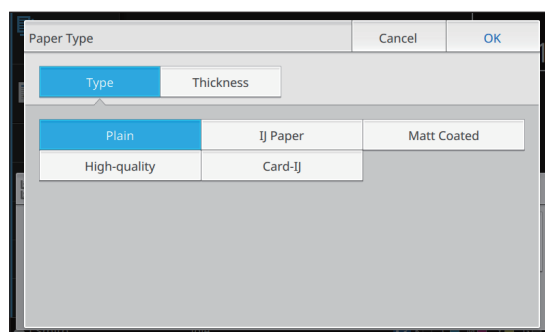 Paper Type Cancel OK
Type Thickness
Plain IJ Paper Matt Coated
High-quality Card-IJ